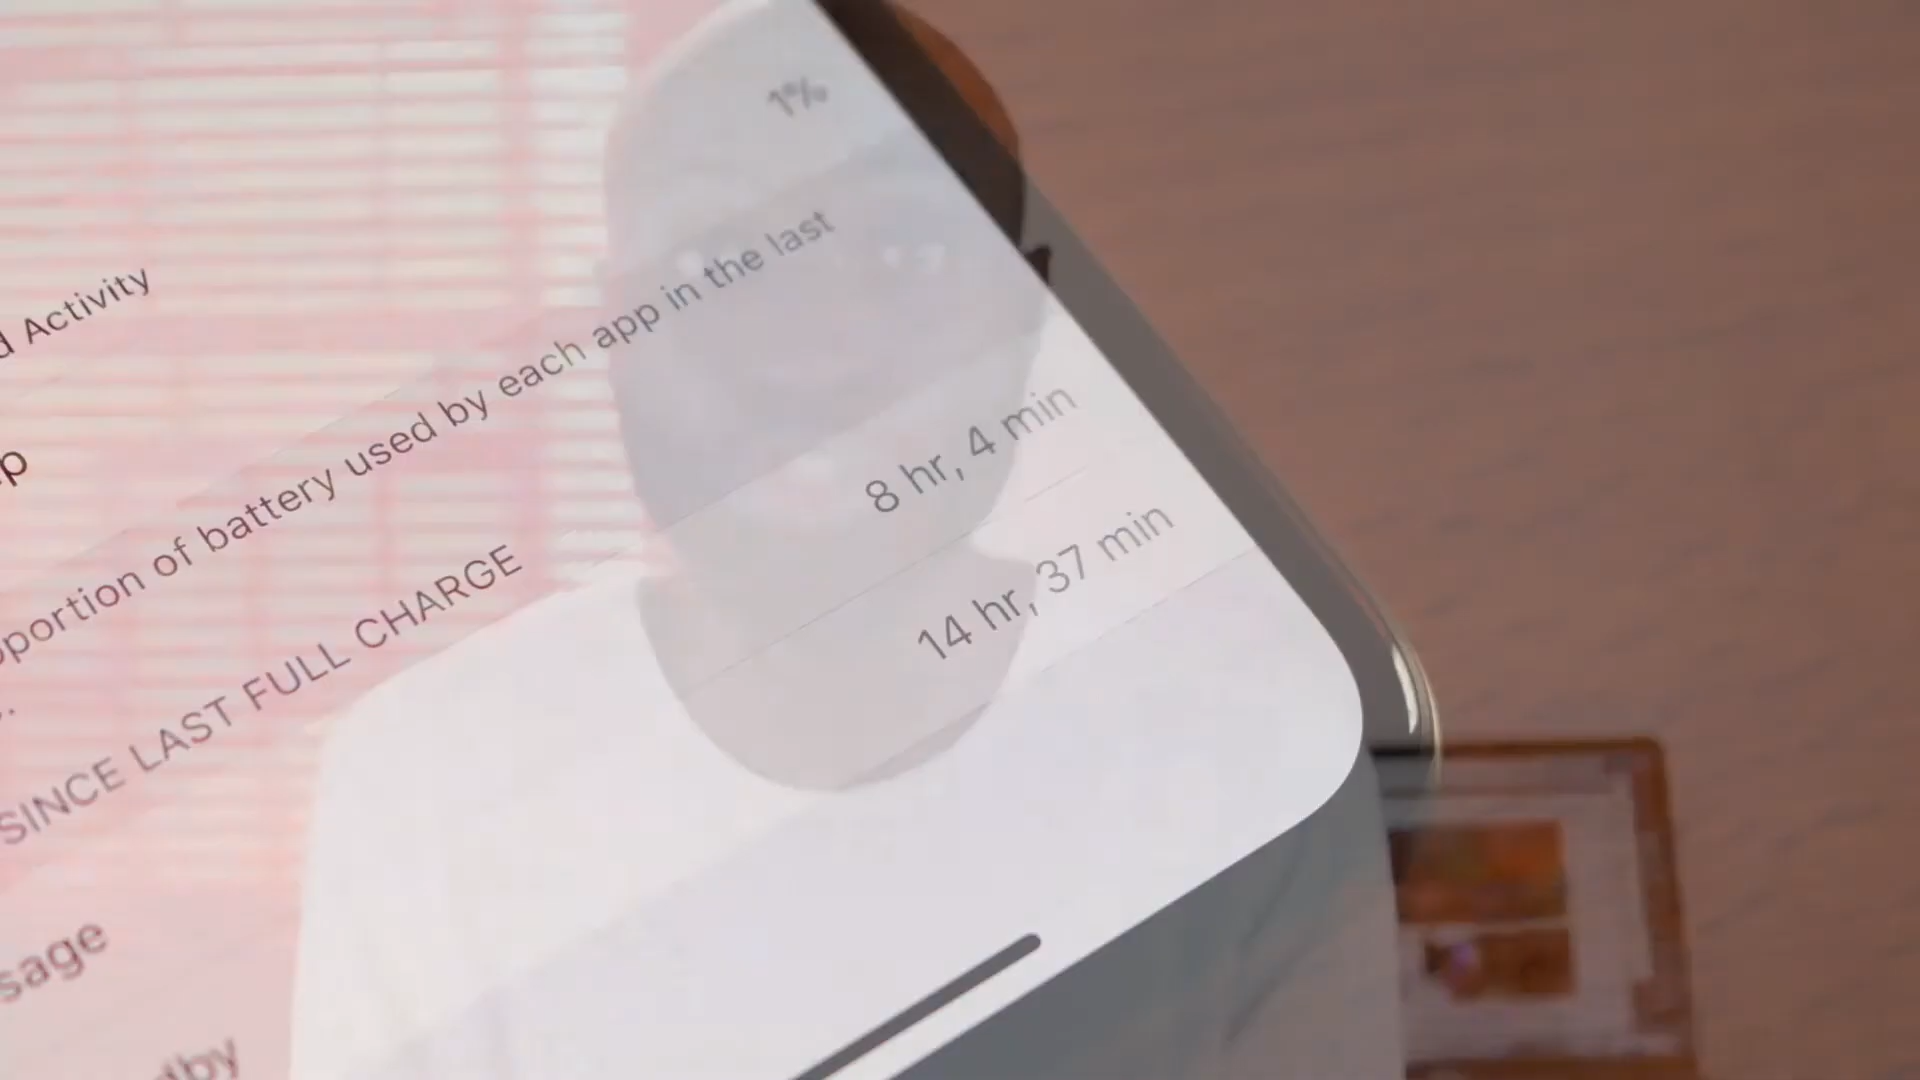 1%
d Activity
portion of battery used by each app in the last
SINCE LAST FULL CHARGE
sage 8 hr, 4 min
dby 14 hr, 37 min